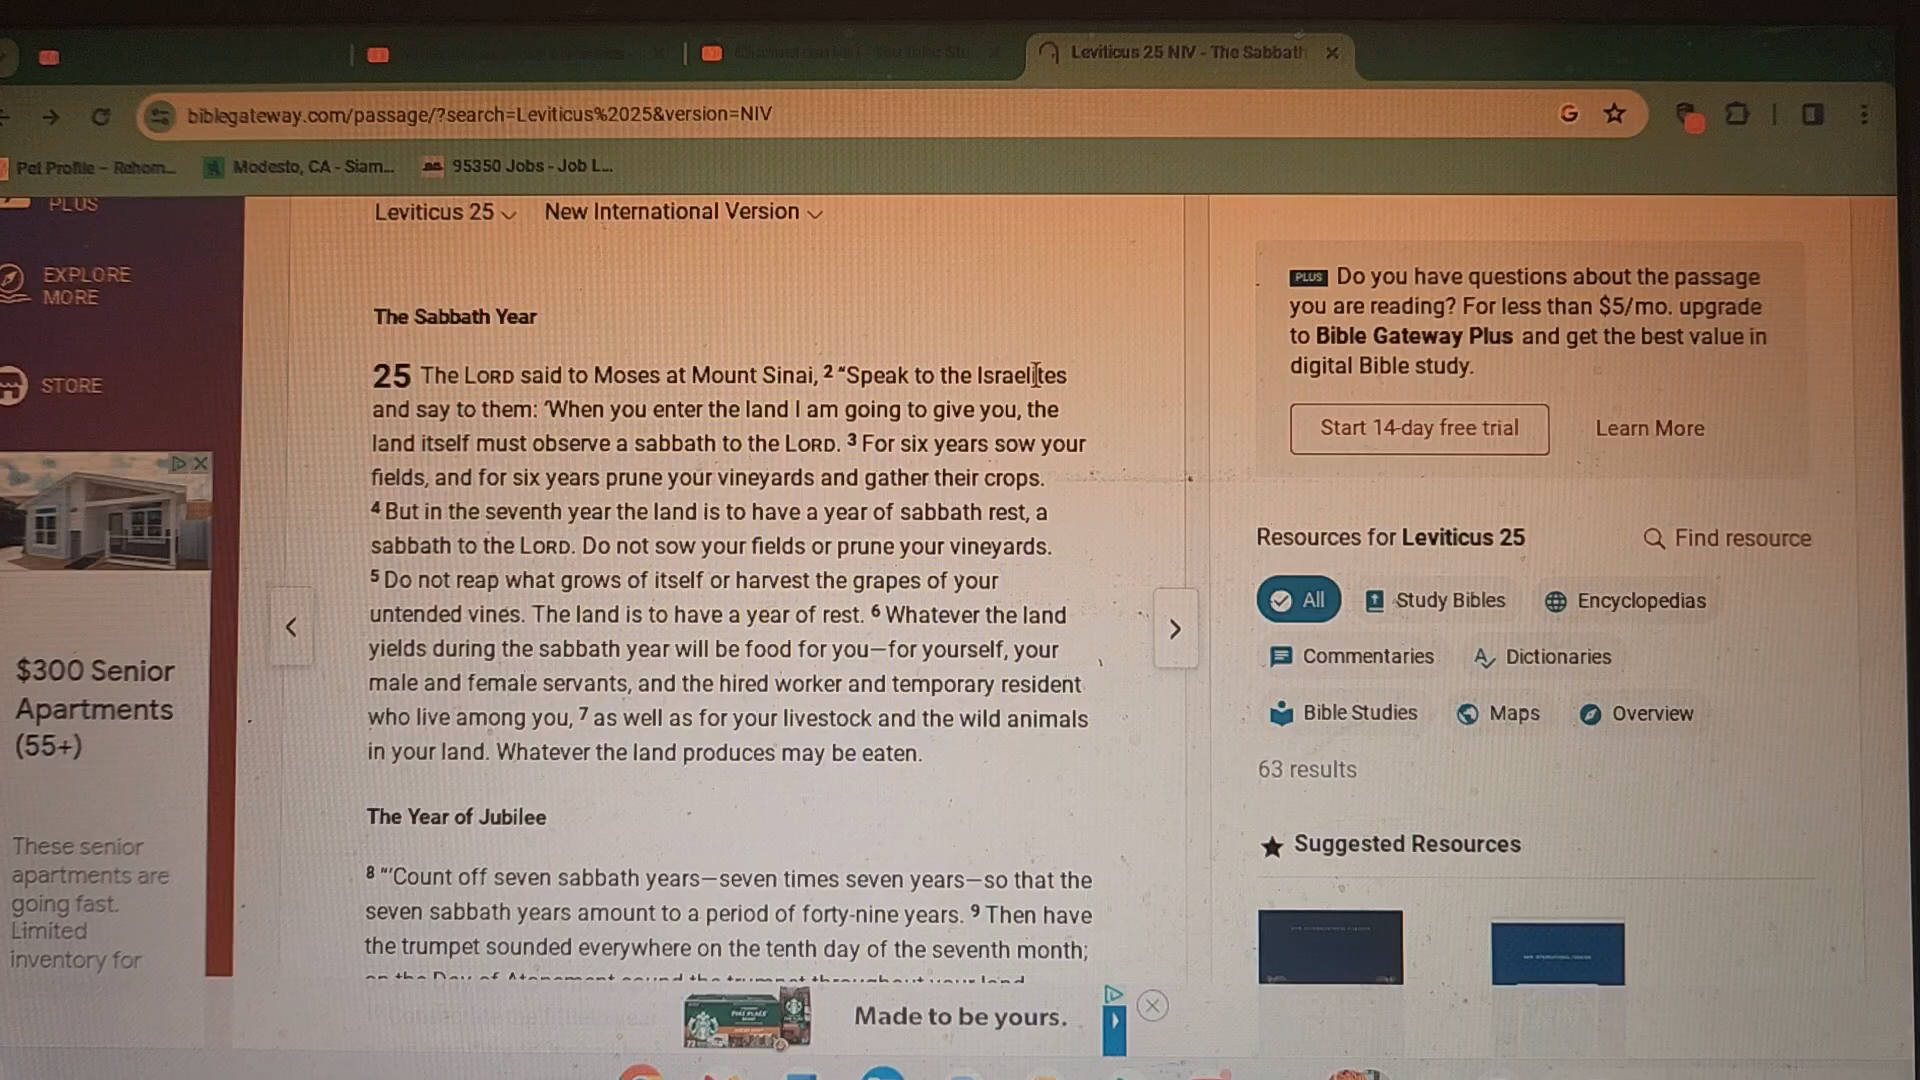 Leviticus 25 NIV - The Sabbath
biblegateway.com/passage/?search=Leviticus%2025&version=NIV
Pet Profile – Rehom...
Modesto, CA - Siam...
95350 Jobs - Job L...
PLUS
EXPLORE
MORE
STORE
$300 Senior
Apartments
(55+)
These senior
apartments are
going fast.
Limited
inventory for
Leviticus 25
New International Version
The Sabbath Year
25 The LORD said to Moses at Mount Sinai, 2 “Speak to the Israelites
and say to them: ‘When you enter the land I am going to give you, the
land itself must observe a sabbath to the LORD. 3 For six years sow your
fields, and for six years prune your vineyards and gather their crops.
4 But in the seventh year the land is to have a year of sabbath rest, a
sabbath to the LORD. Do not sow your fields or prune your vineyards.
5 Do not reap what grows of itself or harvest the grapes of your
untended vines. The land is to have a year of rest. 6 Whatever the land
yields during the sabbath year will be food for you—for yourself, your
male and female servants, and the hired worker and temporary resident
who live among you, 7 as well as for your livestock and the wild animals
in your land. Whatever the land produces may be eaten.
The Year of Jubilee
8 “‘Count off seven sabbath years—seven times seven years—so that the
seven sabbath years amount to a period of forty-nine years. 9 Then have
the trumpet sounded everywhere on the tenth day of the seventh month;
on the Day of Atonement sound the trumpet throughout your land.
Made to be yours.
PLUS Do you have questions about the passage
you are reading? For less than $5/mo. upgrade
to Bible Gateway Plus and get the best value in
digital Bible study.
Start 14-day free trial
Learn More
Resources for Leviticus 25
Find resource
All
Study Bibles
Encyclopedias
Commentaries
Dictionaries
Bible Studies
Maps
Overview
63 results
Suggested Resources